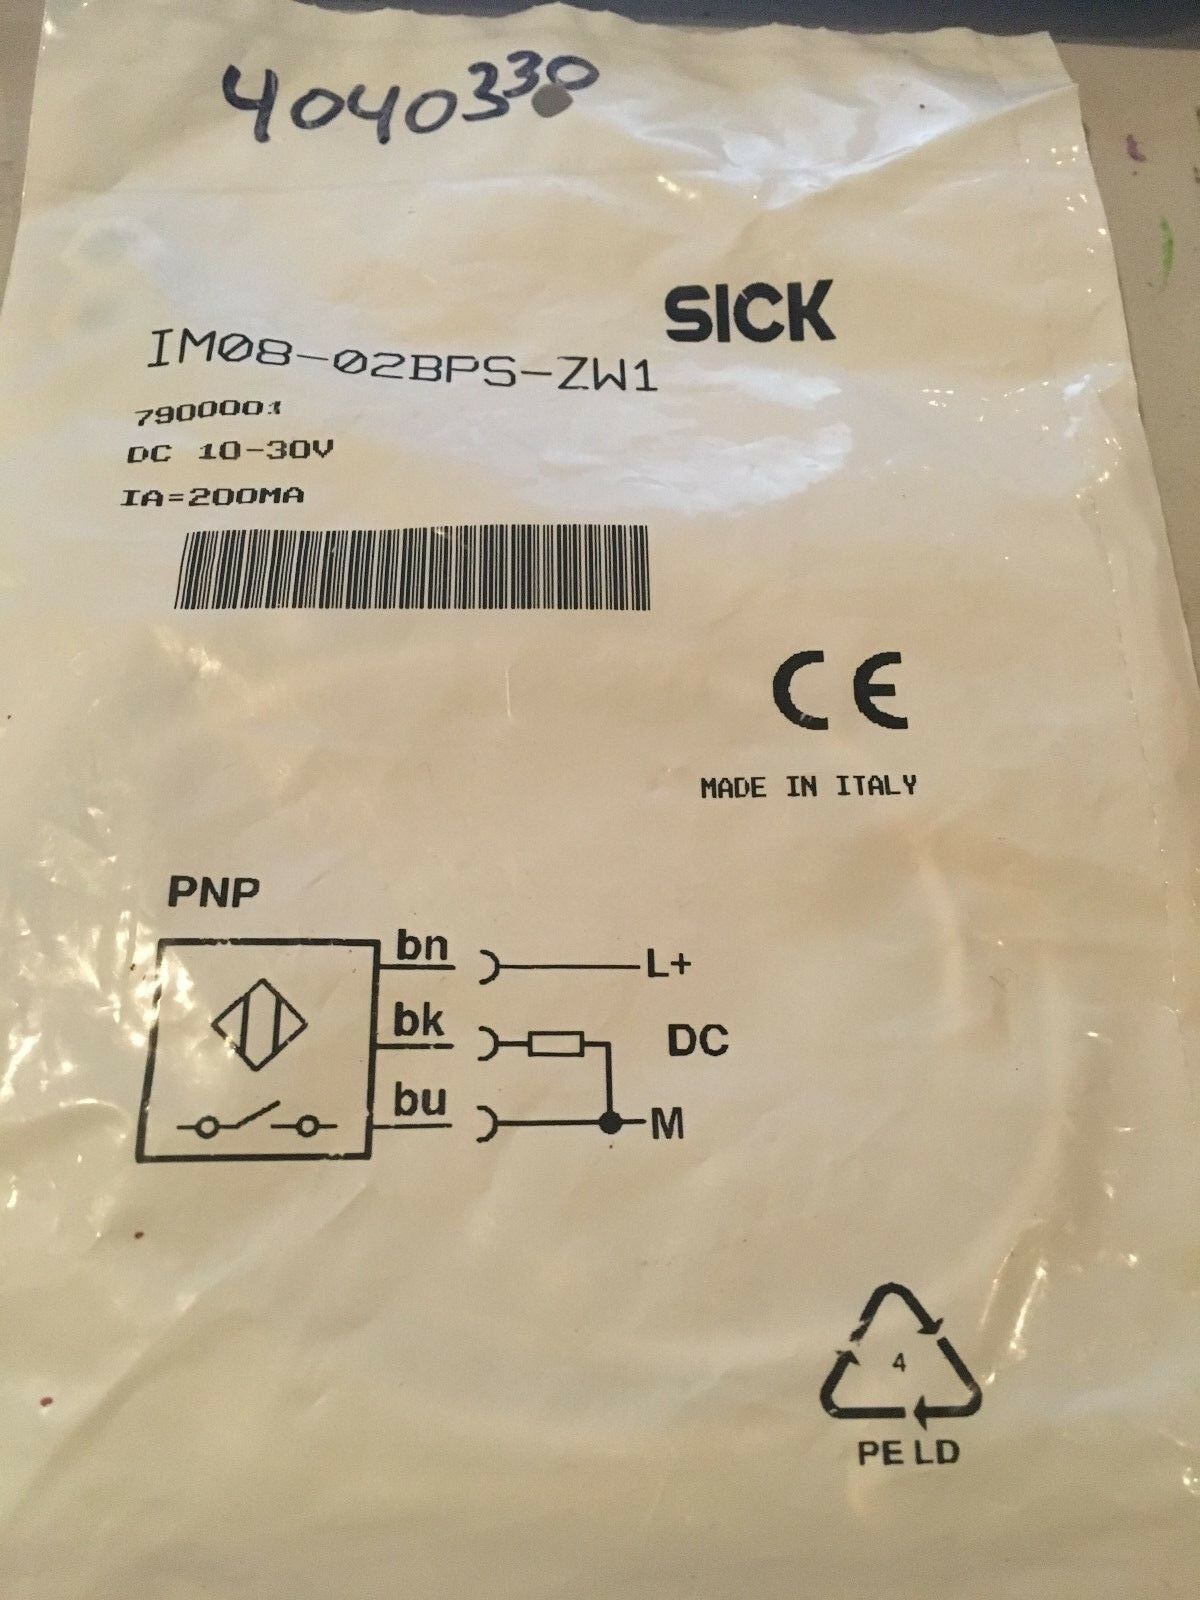 4040330
SICK
IM08-02BPS-ZW1
7900001
DC 10-30V
IA=200MA
CE
MADE IN ITALY
PNP
bn
L+
bk
DC
bu
M
4
PE LD